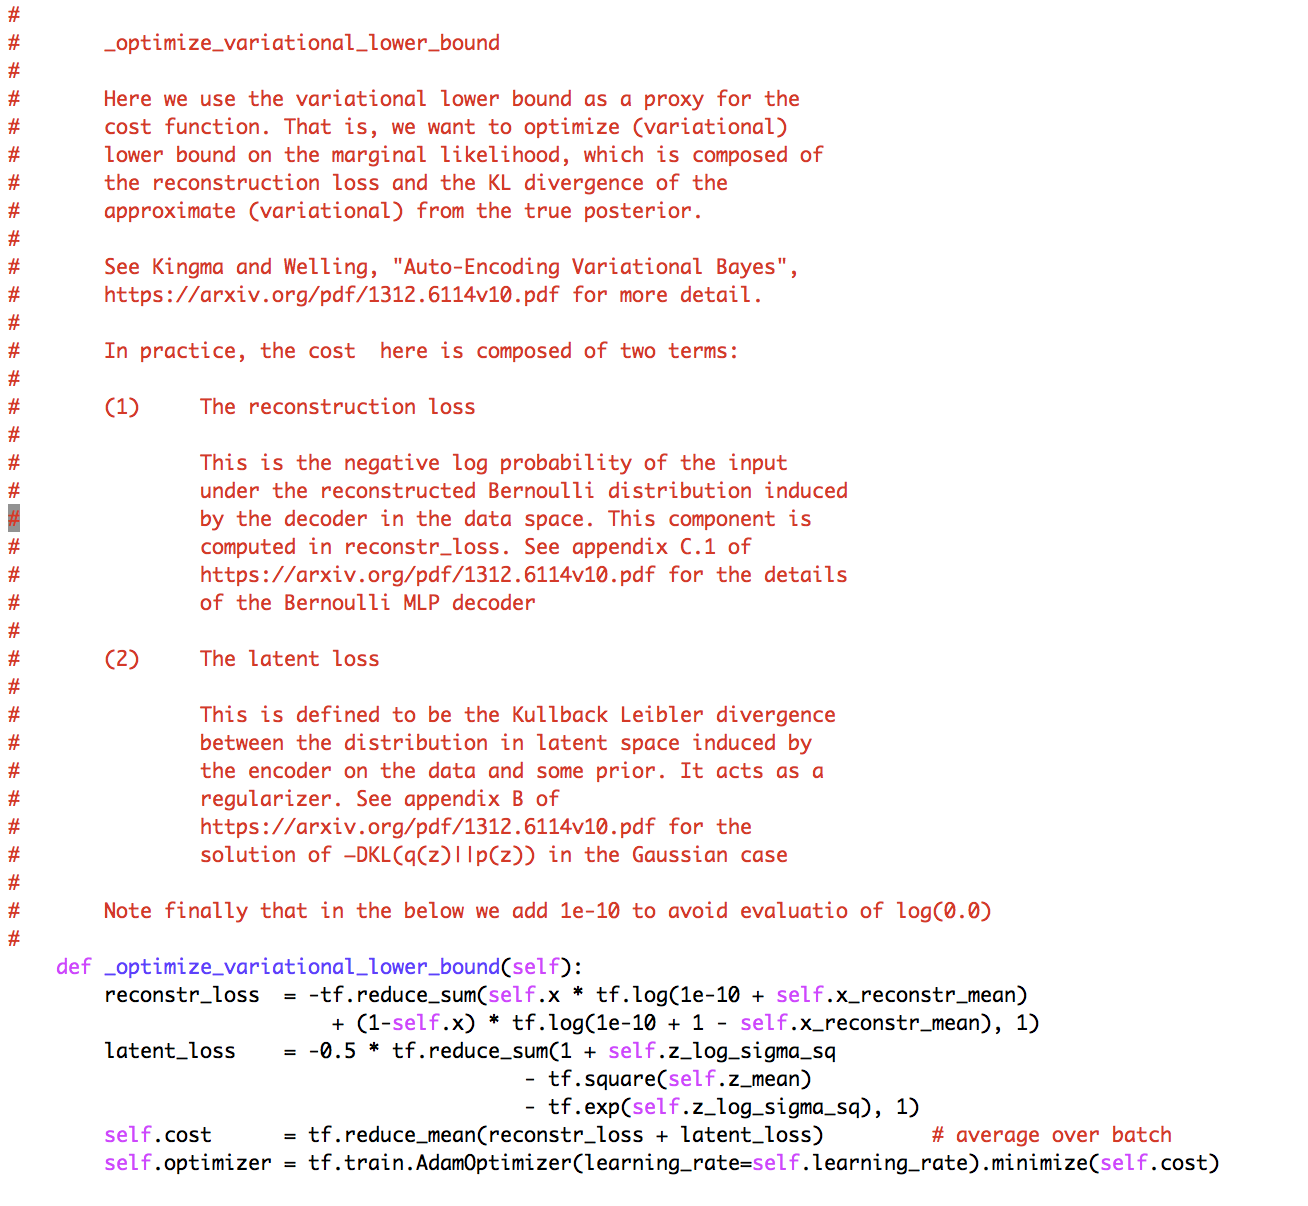 #
#       _optimize_variational_lower_bound
#
#       Here we use the variational lower bound as a proxy for the
#       cost function. That is, we want to optimize (variational)
#       lower bound on the marginal likelihood, which is composed of
#       the reconstruction loss and the KL divergence of the
#       approximate (variational) from the true posterior.
#
#       See Kingma and Welling, "Auto-Encoding Variational Bayes",
#       https://arxiv.org/pdf/1312.6114v10.pdf for more detail.
#
#       In practice, the cost  here is composed of two terms:
#
#       (1)     The reconstruction loss
#
#               This is the negative log probability of the input
#               under the reconstructed Bernoulli distribution induced
#               by the decoder in the data space. This component is
#               computed in reconstr_loss. See appendix C.1 of
#               https://arxiv.org/pdf/1312.6114v10.pdf for the details
#               of the Bernoulli MLP decoder
#
#       (2)     The latent loss
#
#               This is defined to be the Kullback Leibler divergence
#               between the distribution in latent space induced by
#               the encoder on the data and some prior. It acts as a
#               regularizer. See appendix B of
#               https://arxiv.org/pdf/1312.6114v10.pdf for the
#               solution of −DKL(q(z)||p(z)) in the Gaussian case
#
#       Note finally that in the below we add 1e-10 to avoid evaluatio of log(0.0)
#
    def _optimize_variational_lower_bound(self):
        reconstr_loss  = -tf.reduce_sum(self.x * tf.log(1e-10 + self.x_reconstr_mean)
                           + (1-self.x) * tf.log(1e-10 + 1 - self.x_reconstr_mean), 1)
        latent_loss    = -0.5 * tf.reduce_sum(1 + self.z_log_sigma_sq
                                           - tf.square(self.z_mean)
                                           - tf.exp(self.z_log_sigma_sq), 1)
        self.cost      = tf.reduce_mean(reconstr_loss + latent_loss)         # average over batch
        self.optimizer = tf.train.AdamOptimizer(learning_rate=self.learning_rate).minimize(self.cost)